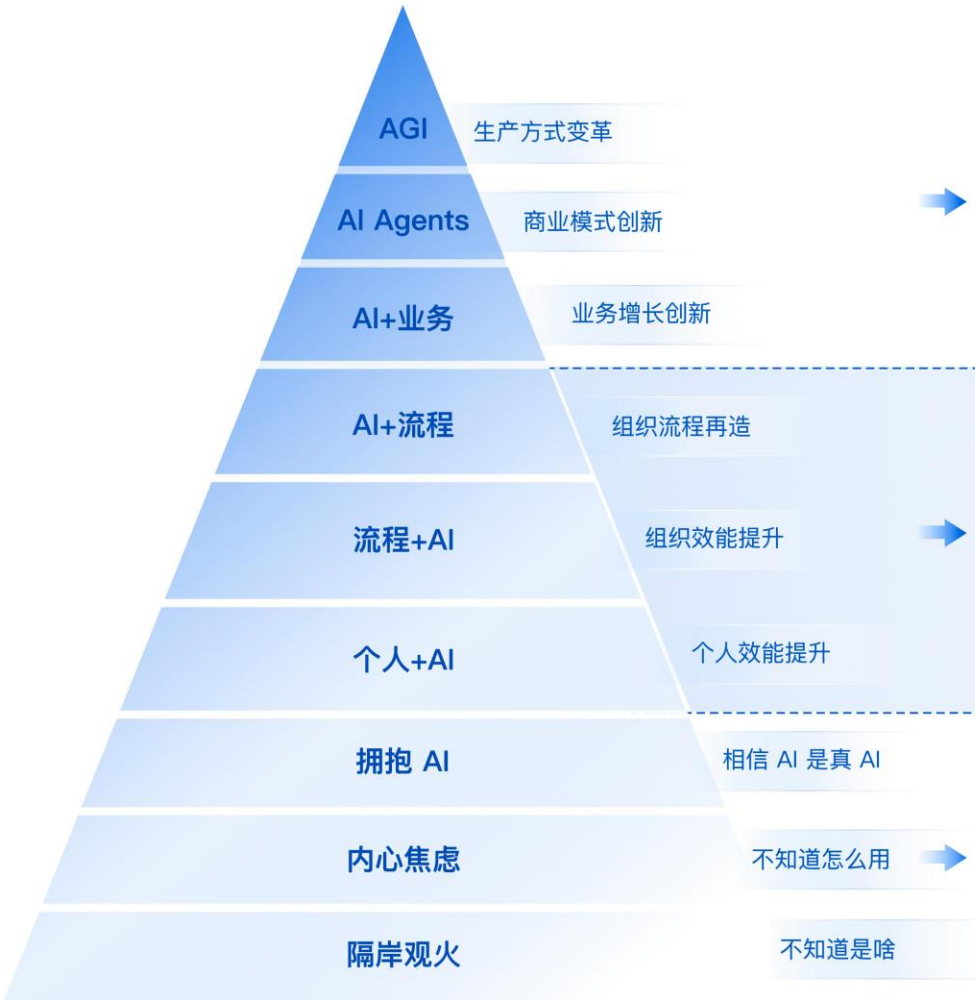 AGI
生产方式变革
AI Agents
商业模式创新
AI+业务
业务增长创新
AI+流程
组织流程再造
流程+AI
组织效能提升
个人+AI
个人效能提升
拥抱 AI
相信 AI 是真 AI
内心焦虑
不知道怎么用
隔岸观火
不知道是啥